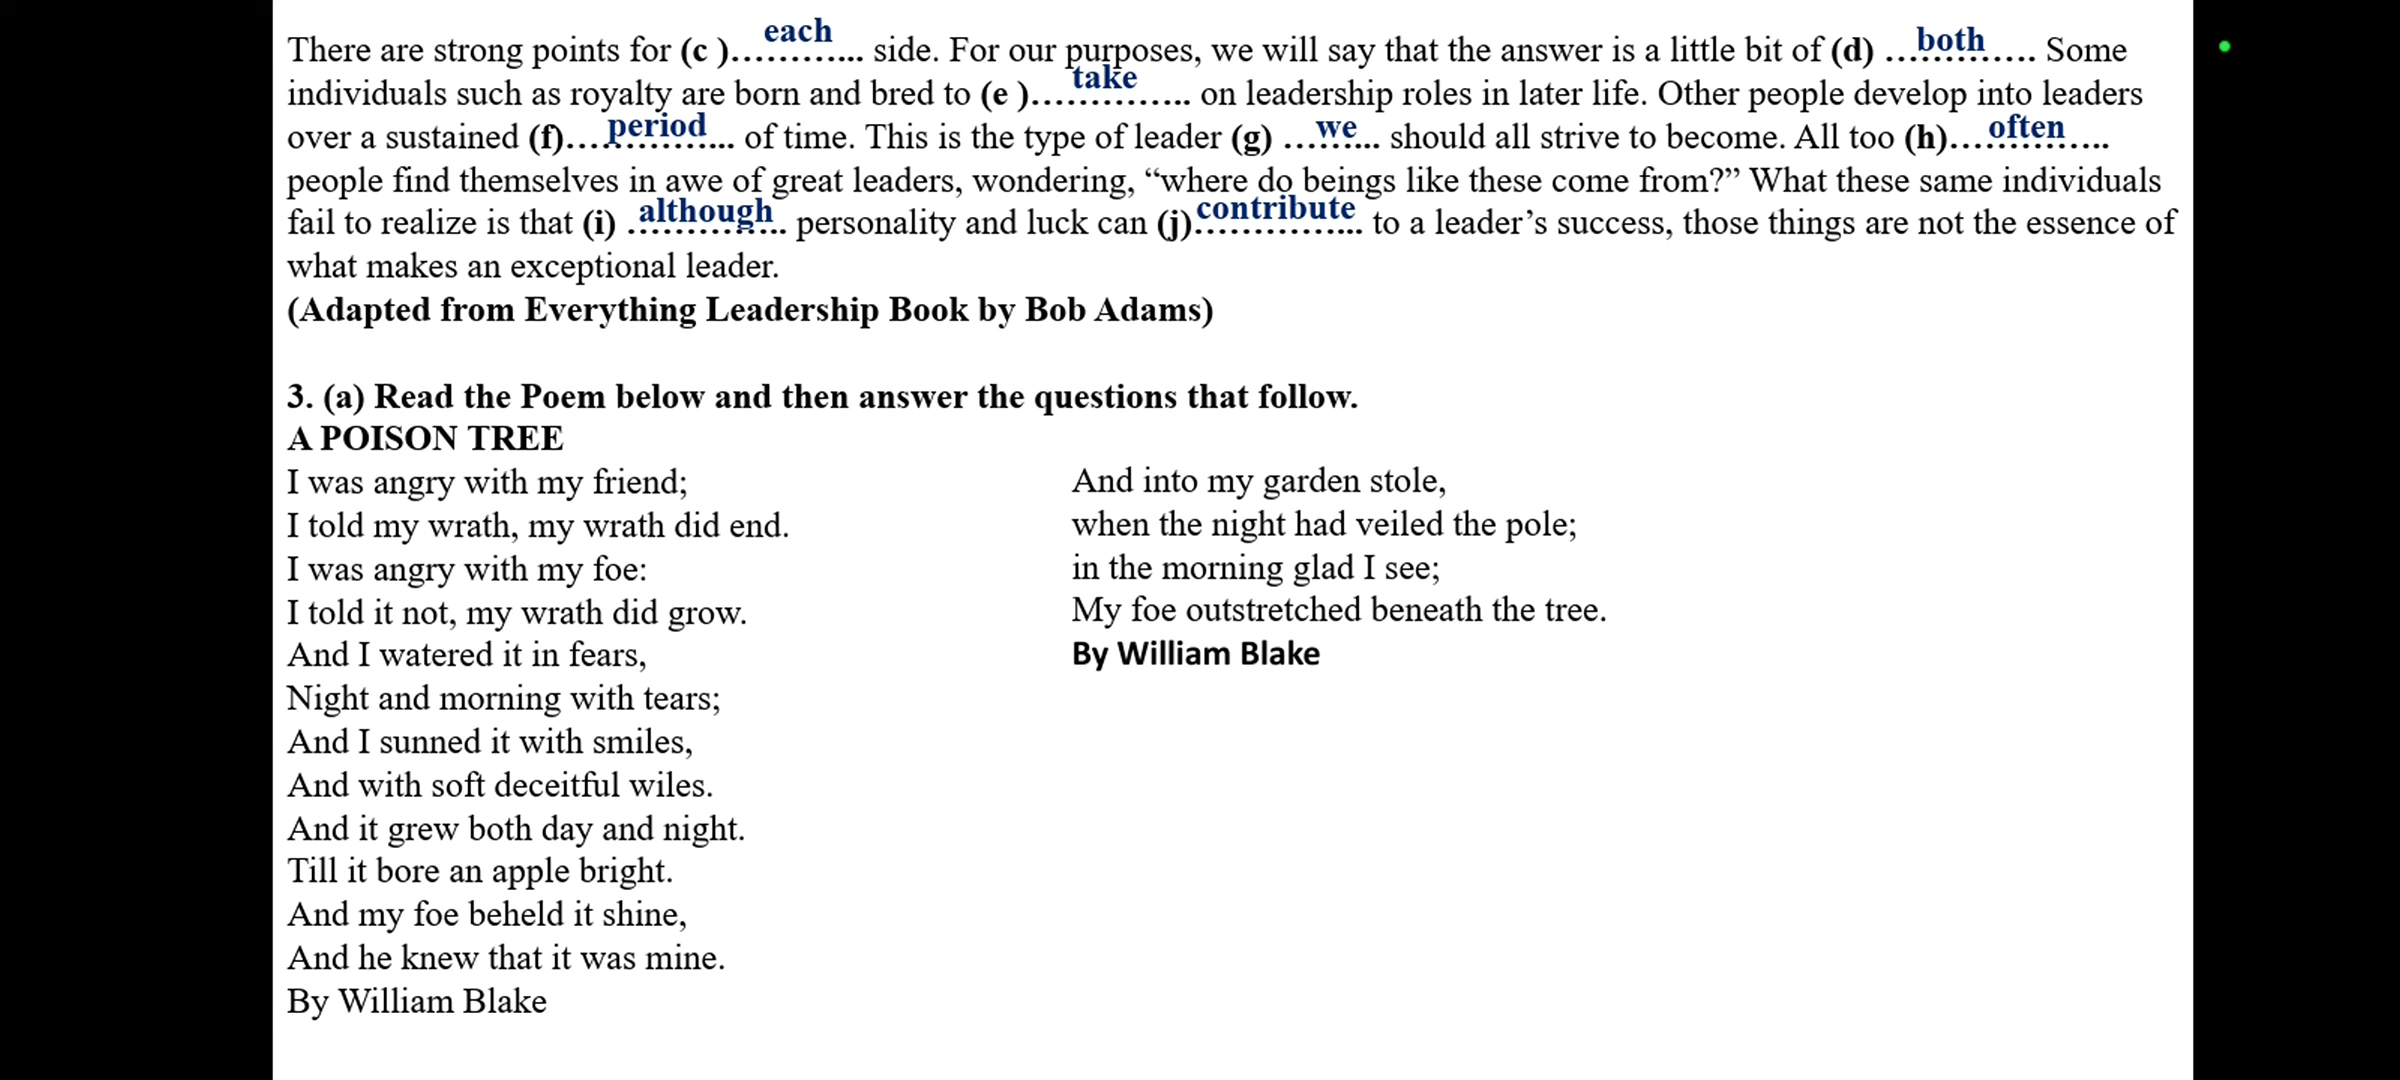 There are strong points for (c )…each……... side. For our purposes, we will say that the answer is a little bit of (d) …both…….. Some
individuals such as royalty are born and bred to (e )…take……….. on leadership roles in later life. Other people develop into leaders
over a sustained (f)…period……... of time. This is the type of leader (g) …we…... should all strive to become. All too (h)…often……..
people find themselves in awe of great leaders, wondering, “where do beings like these come from?” What these same individuals
fail to realize is that (i) …although…….. personality and luck can (j)…contribute…….. to a leader’s success, those things are not the essence of
what makes an exceptional leader.
(Adapted from Everything Leadership Book by Bob Adams)
3. (a) Read the Poem below and then answer the questions that follow.
A POISON TREE
I was angry with my friend;
I told my wrath, my wrath did end.
I was angry with my foe:
I told it not, my wrath did grow.
And I watered it in fears,
Night and morning with tears;
And I sunned it with smiles,
And with soft deceitful wiles.
And it grew both day and night.
Till it bore an apple bright.
And my foe beheld it shine,
And he knew that it was mine.
By William Blake
And into my garden stole,
when the night had veiled the pole;
in the morning glad I see;
My foe outstretched beneath the tree.
By William Blake